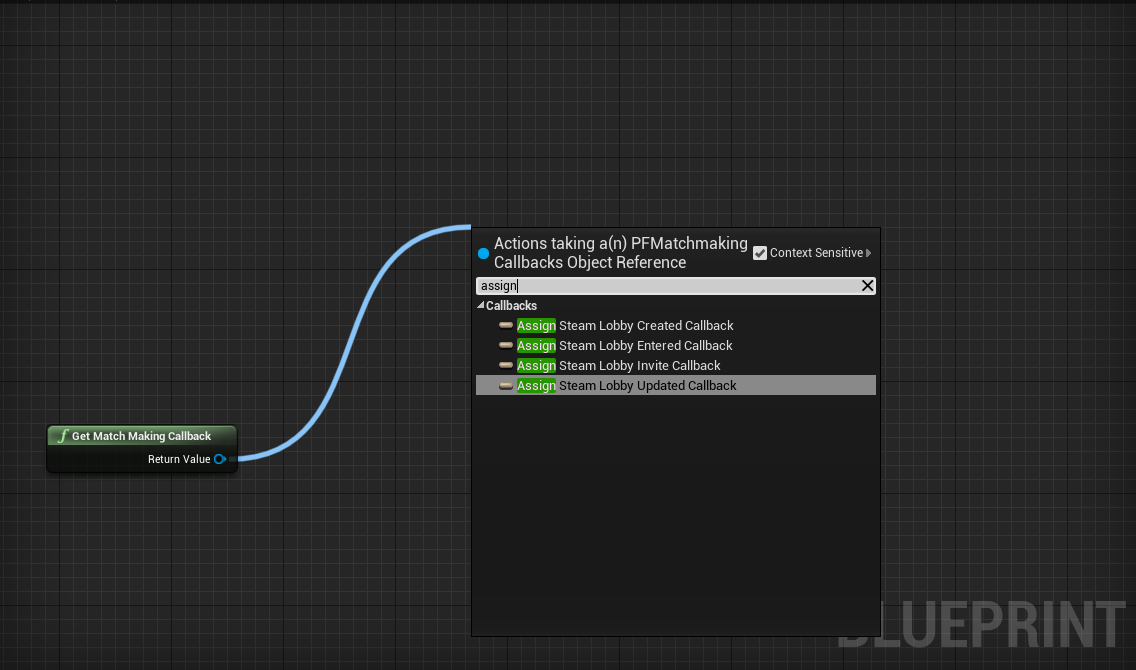 Actions taking a(n) PFMatchmaking
Callbacks Object Reference
Context Sensitive
assign
Callbacks
Assign Steam Lobby Created Callback
Assign Steam Lobby Entered Callback
Assign Steam Lobby Invite Callback
Assign Steam Lobby Updated Callback
f Get Match Making Callback
Return Value
BLUEPRINT